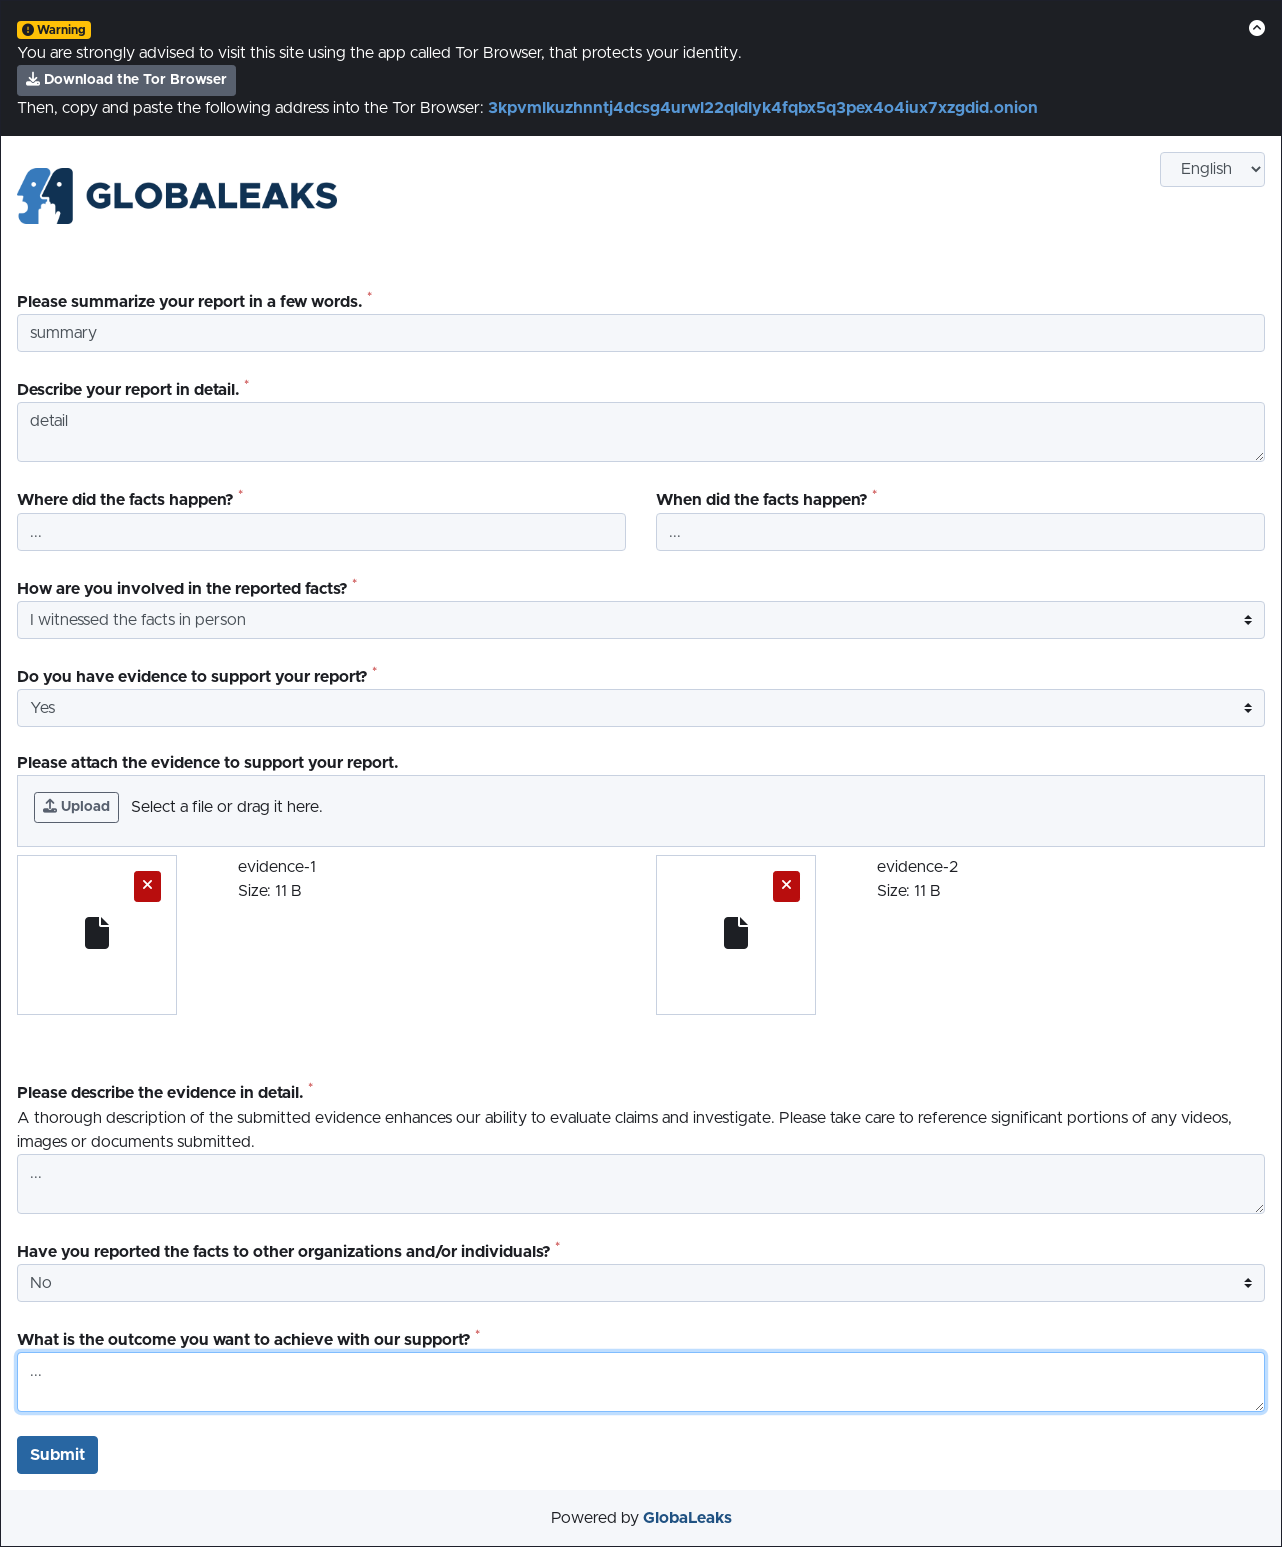 Warning
You are strongly advised to visit this site using the app called Tor Browser, that protects your identity.
Download the Tor Browser
Then, copy and paste the following address into the Tor Browser: 3kpvmlkuzhnntj4dcsg4urwl22qldlyk4fqbx5q3pex4o4iux7xzgdid.onion
English
GLOBALEAKS
Please summarize your report in a few words. *
summary
Describe your report in detail. *
detail
Where did the facts happen? *
When did the facts happen? *
...
...
How are you involved in the reported facts? *
I witnessed the facts in person
Do you have evidence to support your report? *
Yes
Please attach the evidence to support your report.
Upload Select a file or drag it here.
evidence-1
Size: 11 B
evidence-2
Size: 11 B
Please describe the evidence in detail. *
A thorough description of the submitted evidence enhances our ability to evaluate claims and investigate. Please take care to reference significant portions of any videos,
images or documents submitted.
...
Have you reported the facts to other organizations and/or individuals? *
No
What is the outcome you want to achieve with our support? *
...
Submit
Powered by GlobaLeaks